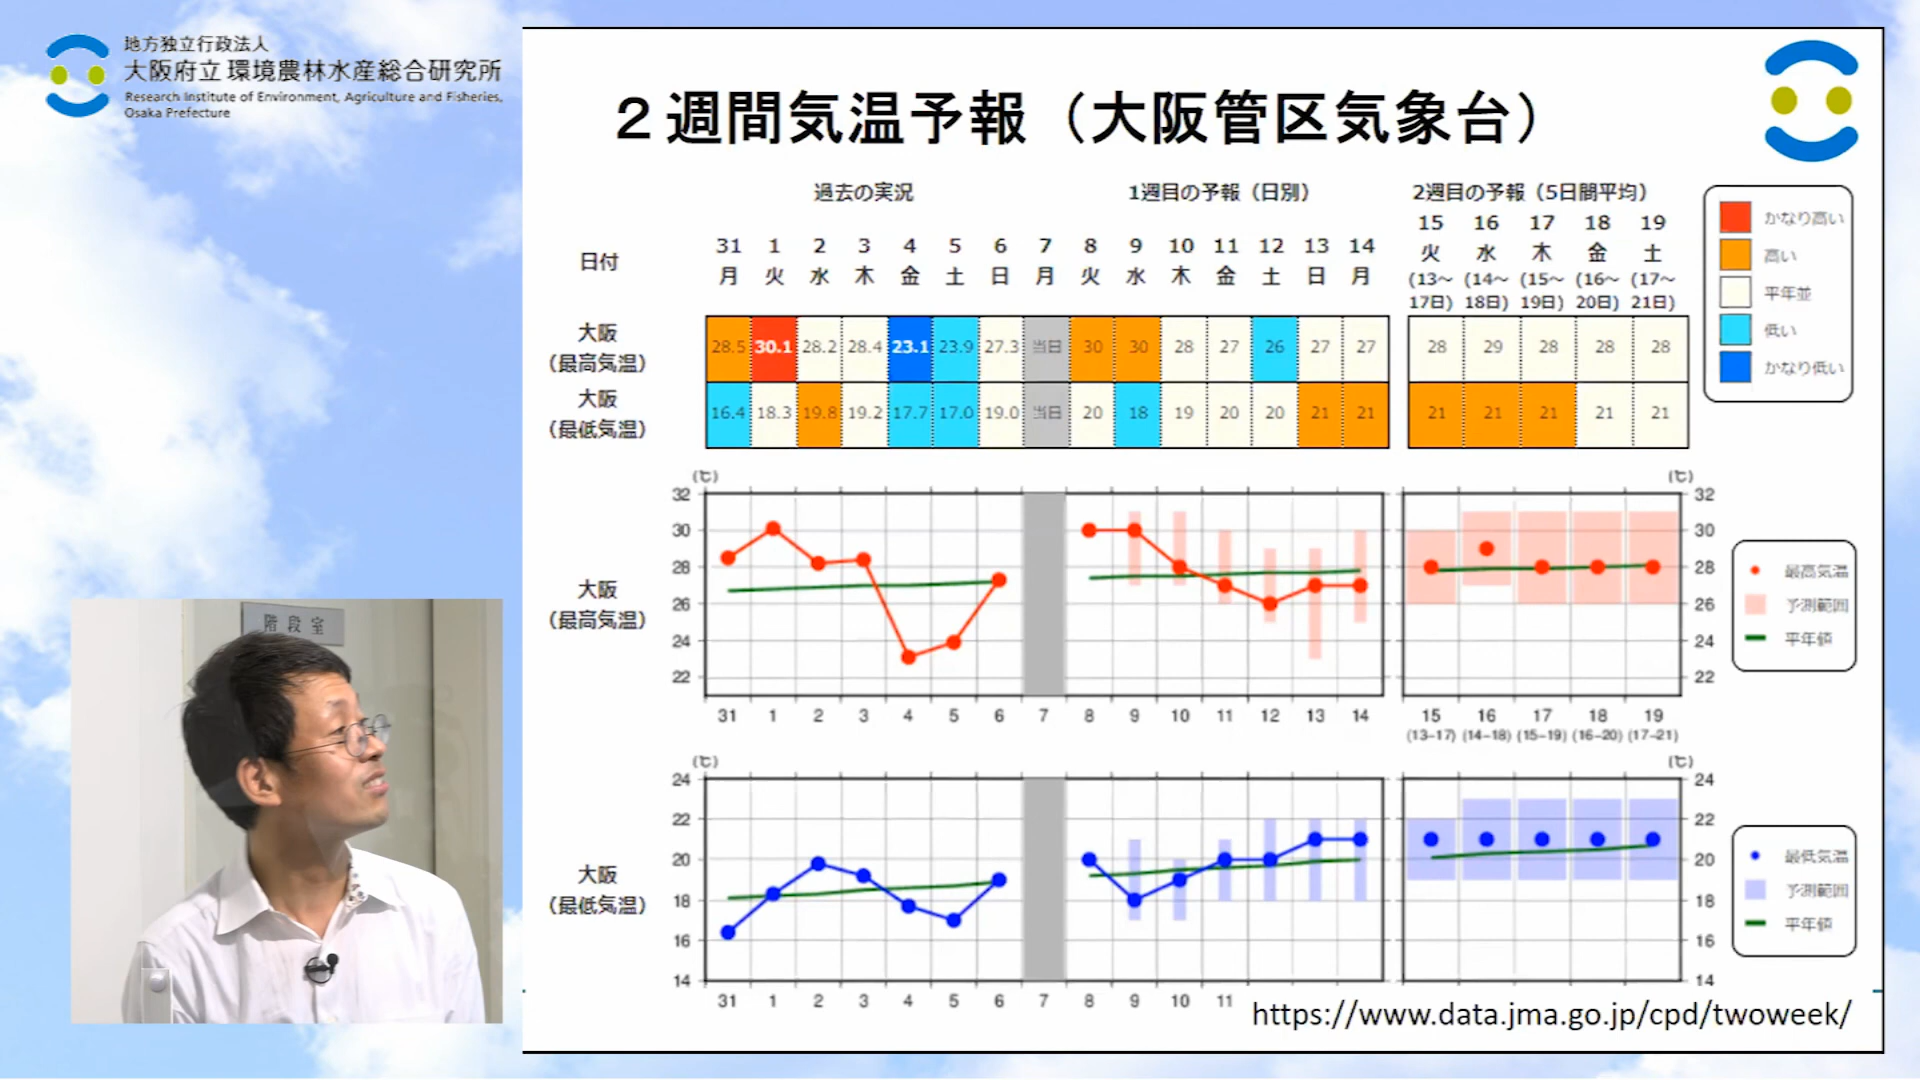 地方独立行政法人
大阪府立 環境農林水産総合研究所
Research Institute of Environment, Agriculture and Fisheries,
Osaka Prefecture
２週間気温予報（大阪管区気象台）
過去の実況 1週目の予報（日別） 2週目の予報（5日間平均）
日付 31 1 2 3 4 5 6 7 8 9 10 11 12 13 14 15 16 17 18 19
月 火 水 木 金 土 日 月 火 水 木 金 土 日 月 火 水 木 金 土
(13～ (14～ (15～ (16～ (17～
17日) 18日) 19日) 20日) 21日)
大阪
（最高気温）
28.5 30.1 28.2 28.4 23.1 23.9 27.3 当日 30 30 28 27 26 27 27 28 29 28 28 28
大阪
（最低気温）
16.4 18.3 19.8 19.2 17.7 17.0 19.0 当日 20 18 19 20 20 21 21 21 21 21 21 21
かなり高い
高い
平年並
低い
かなり低い
(℃) (℃)
32 32
30 30
28 28
26 26
24 24
22 22
大阪
（最高気温）
31 1 2 3 4 5 6 7 8 9 10 11 12 13 14 15 16 17 18 19
(13-17) (14-18) (15-19) (16-20) (17-21)
最高気温
予測範囲
平年値
(℃) (℃)
24 24
22 22
20 20
18 18
16 16
14 14
大阪
（最低気温）
31 1 2 3 4 5 6 7 8 9 10 11
最低気温
予測範囲
平年値
https://www.data.jma.go.jp/cpd/twoweek/
階段室